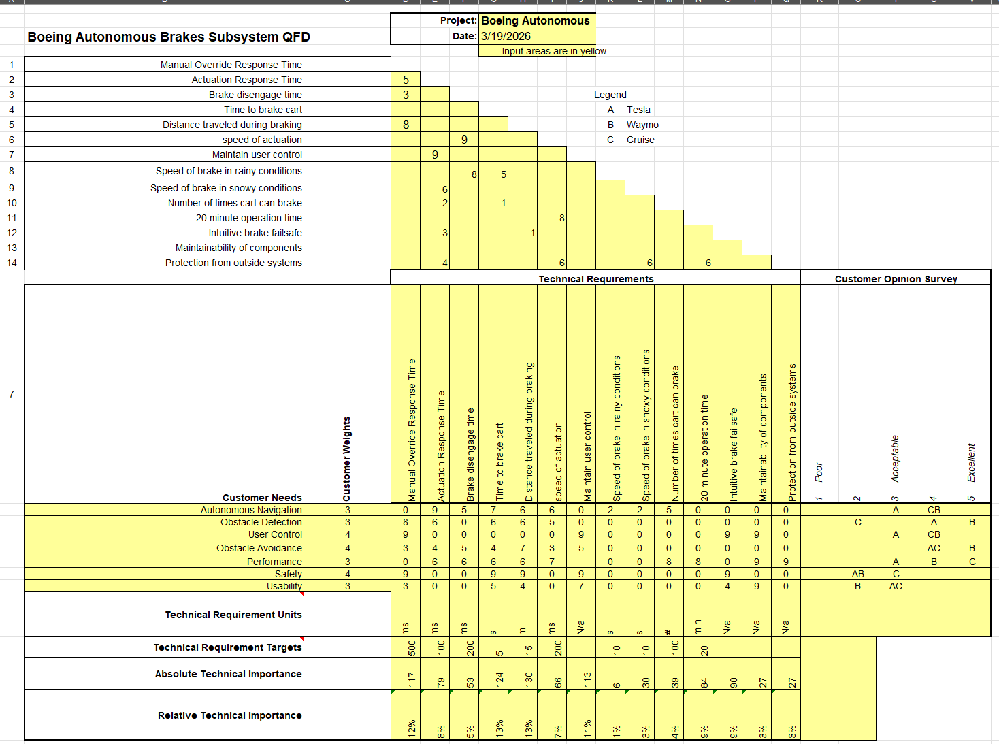 Project: Boeing Autonomous
Boeing Autonomous Brakes Subsystem QFD Date: 3/19/2026
Input areas are in yellow
1 Manual Override Response Time
2 Actuation Response Time 5
3 Brake disengage time 3 Legend
4 Time to brake cart A Tesla
5 Distance traveled during braking 8 B Waymo
6 speed of actuation 9 C Cruise
7 Maintain user control 9
8 Speed of brake in rainy conditions 8 5
9 Speed of brake in snowy conditions 6
10 Number of times cart can brake 2 1
11 20 minute operation time 8
12 Intuitive brake failsafe 3 1
13 Maintainability of components
14 Protection from outside systems 4 6 6 6
Technical Requirements Customer Opinion Survey
7
Customer Needs
Customer Weights
Manual Override Response Time
Actuation Response Time
Brake disengage time
Time to brake cart
Distance traveled during braking
speed of actuation
Maintain user control
Speed of brake in rainy conditions
Speed of brake in snowy conditions
Number of times cart can brake
20 minute operation time
Intuitive brake failsafe
Maintainability of components
Protection from outside systems
1 Poor
2
3 Acceptable
4
5 Excellent
Autonomous Navigation 3 0 9 5 7 6 6 0 2 2 5 0 0 0 0 A CB
Obstacle Detection 3 8 6 0 6 6 5 0 0 0 0 0 0 0 0 C A B
User Control 4 9 0 0 0 0 0 9 0 0 0 0 9 9 0 A CB
Obstacle Avoidance 4 3 4 5 4 7 3 5 0 0 0 0 0 0 0 AC B
Performance 3 0 6 6 6 6 7 0 0 8 8 0 9 9 A B C
Safety 4 9 0 0 9 9 0 9 0 0 0 0 9 0 0 AB C
Usability 3 3 0 0 5 4 0 7 0 0 0 0 4 9 0 B AC
Technical Requirement Units ms ms ms s m ms N/a s s # min N/a N/a N/a
Technical Requirement Targets 500 100 200 5 15 200 10 10 100 20
Absolute Technical Importance 117 79 53 124 130 66 113 6 30 39 84 90 27 27
Relative Technical Importance 12% 8% 5% 13% 13% 7% 11% 1% 3% 4% 9% 9% 3% 3%